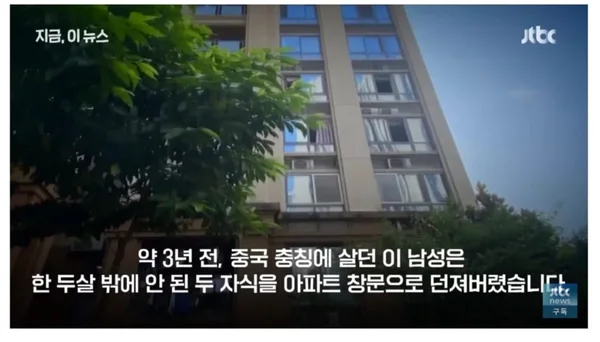 지금, 이 뉴스
jtbc
약 3년 전, 중국 충칭에 살던 이 남성은
한 두살 밖에 안 된 두 자식을 아파트 창문으로 던져버렸습니다
jtbc
news
구독